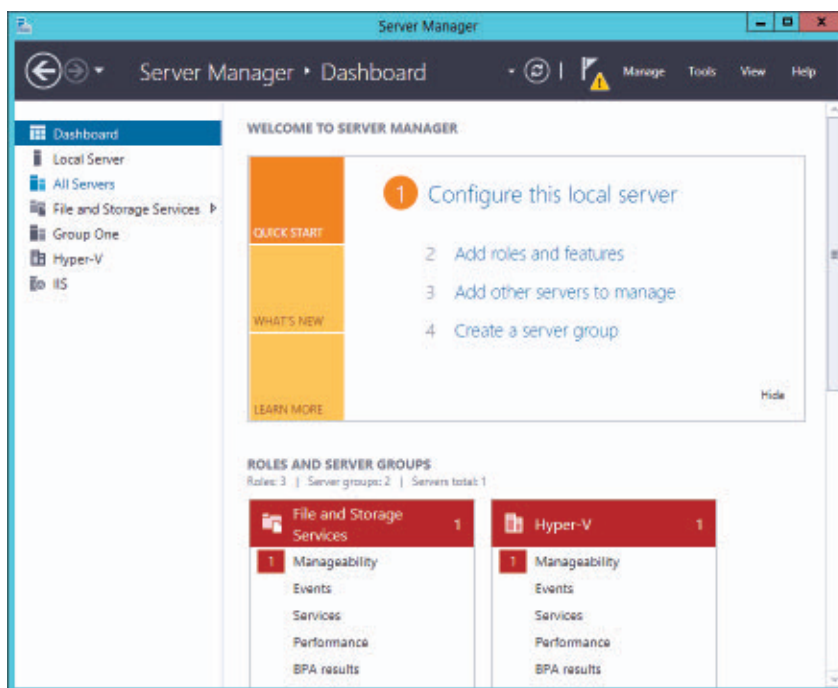 Server Manager
Server Manager • Dashboard
Manage Tools View Help
Dashboard
Local Server
All Servers
File and Storage Services
Group One
Hyper-V
IIS
WELCOME TO SERVER MANAGER
QUICK START
WHAT'S NEW
LEARN MORE
1 Configure this local server
2 Add roles and features
3 Add other servers to manage
4 Create a server group
Hide
ROLES AND SERVER GROUPS
Roles: 3 | Server groups: 2 | Servers total: 1
File and Storage
Services
1
1 Manageability
Events
Services
Performance
BPA results
Hyper-V 1
1 Manageability
Events
Services
Performance
BPA results